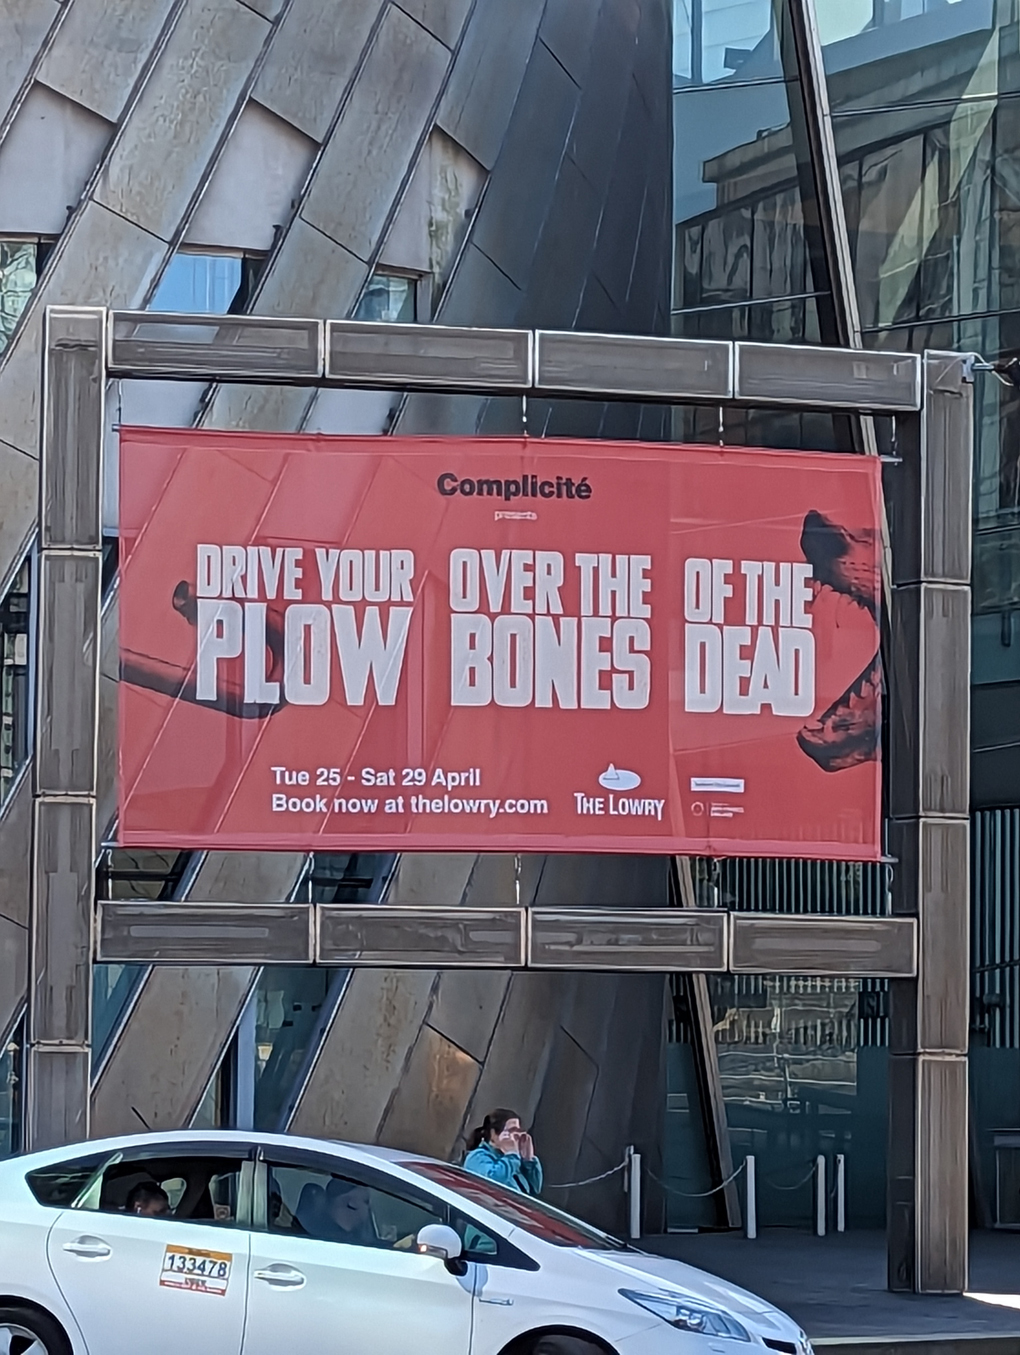 Complicité
presents
DRIVE YOUR
PLOW
OVER THE
BONES
OF THE
DEAD
Tue 25 - Sat 29 April
Book now at thelowry.com
THE LOWRY
133478